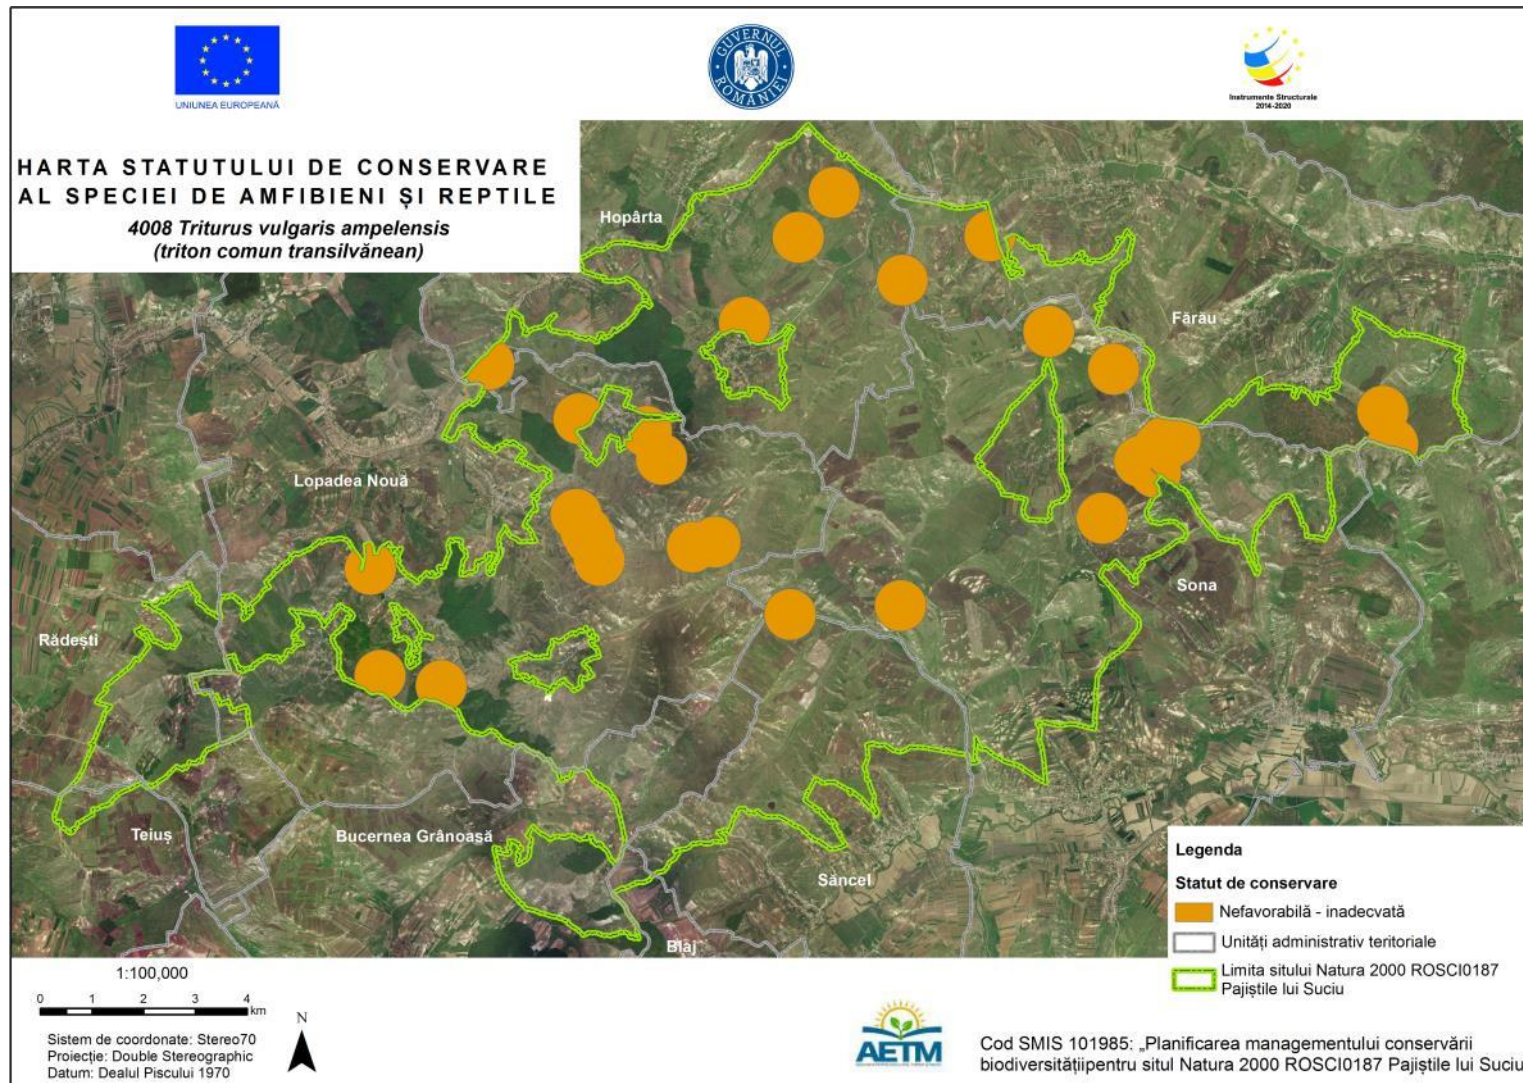 UNIUNEA EUROPEANĂ
GUVERNUL ROMÂNIEI
Instrumente Structurale
2014-2020
HARTA STATUTULUI DE CONSERVARE
AL SPECIEI DE AMFIBIENI ȘI REPTILE
4008 Triturus vulgaris ampelensis
(triton comun transilvănean)
Hopârta
Fărău
Lopadea Nouă
Sona
Rădești
Teiuș
Bucernea Grânoasă
Săncel
Blaj
Legenda
Statut de conservare
Nefavorabilă - inadecvată
Unități administrativ teritoriale
Limita sitului Natura 2000 ROSCI0187
Pajiștile lui Suciu
1:100,000
0 1 2 3 4
km
N
Sistem de coordonate: Stereo70
Proiecție: Double Stereographic
Datum: Dealul Piscului 1970
AETM
Cod SMIS 101985: „Planificarea managementului conservării
biodiversitățiipentru situl Natura 2000 ROSCI0187 Pajiștile lui Suciu